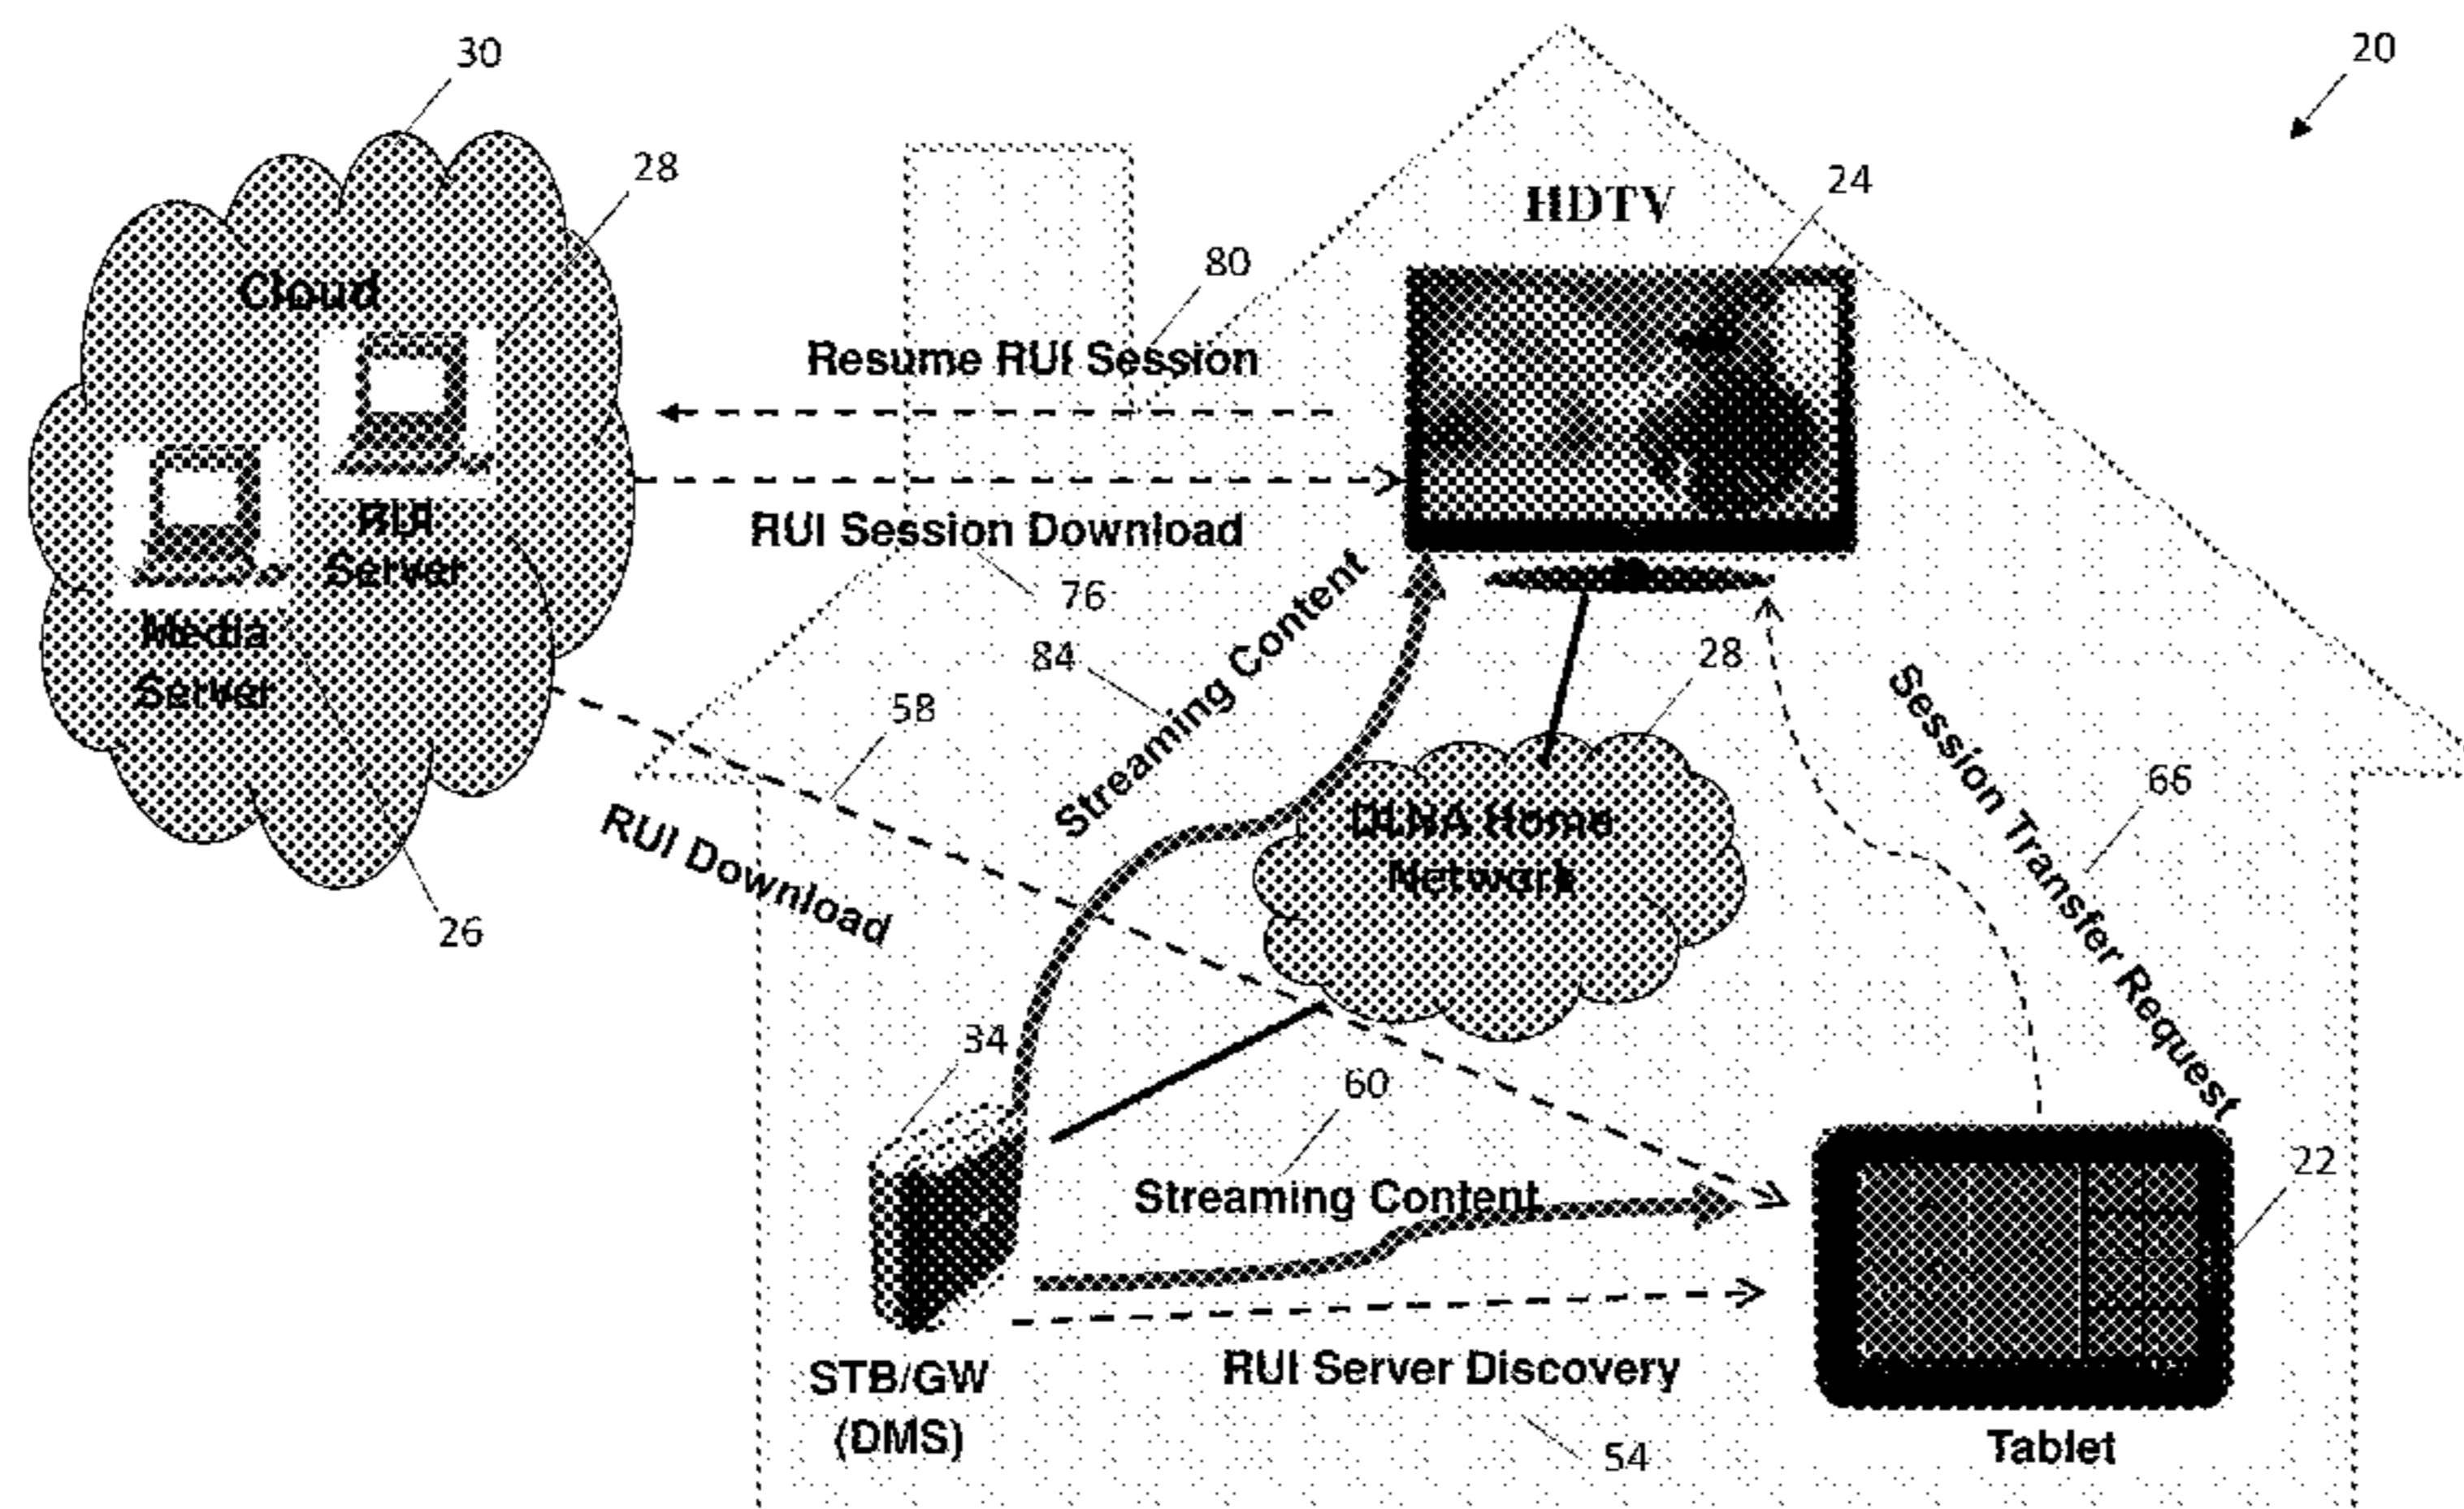 30
20
28
24
HDTV
80
Cloud
Resume RUI Session
RUI
Server
RUI Session Download
76
Media
Server
84
Streaming Content
28
58
Session Transfer Request
66
RUI Download
DLNA Home
Network
26
34
60
Streaming Content
22
STB/GW
(DMS)
RUI Server Discovery
54
Tablet